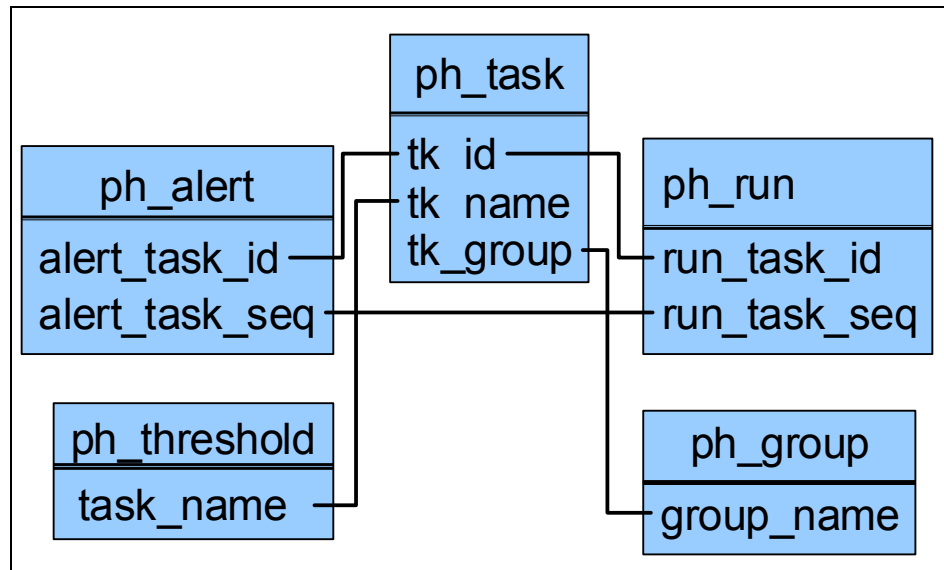 ph_task
tk id
tk name
tk_group
ph_alert
alert_task_id
alert_task_seq
ph_run
run_task_id
run_task_seq
ph_threshold
task_name
ph_group
group_name